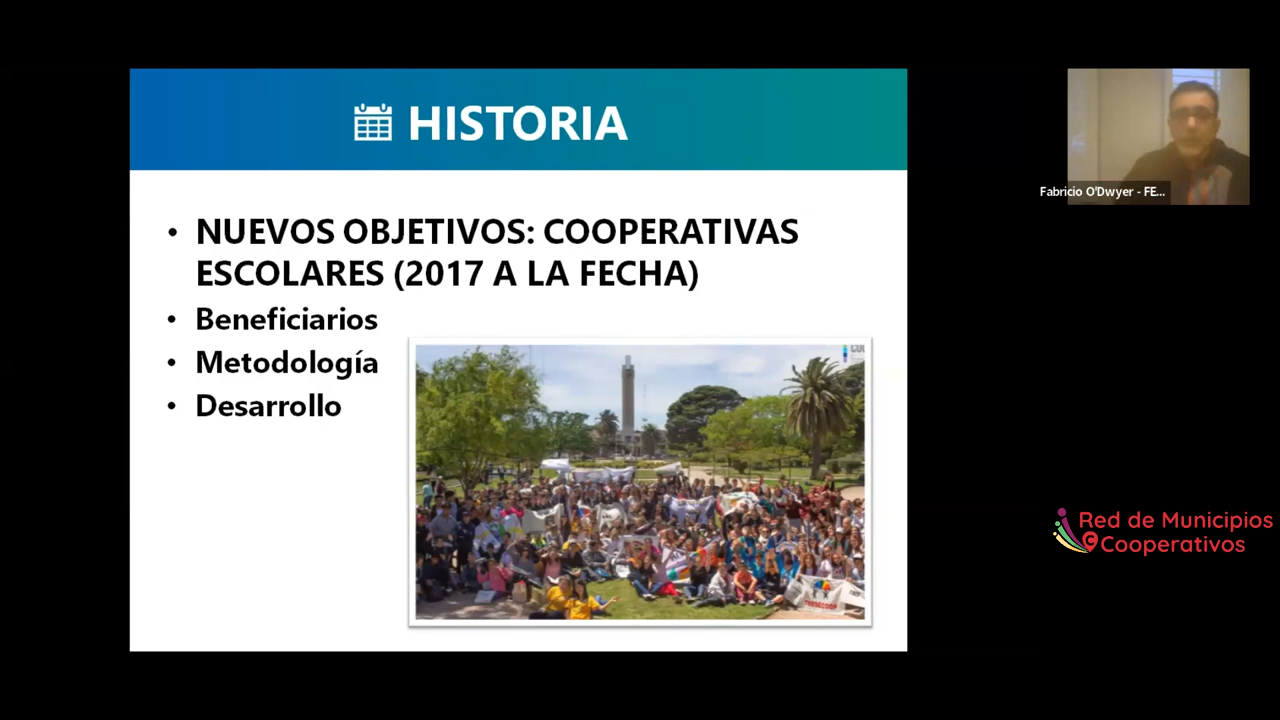 HISTORIA
• NUEVOS OBJETIVOS: COOPERATIVAS
ESCOLARES (2017 A LA FECHA)
• Beneficiarios
• Metodología
• Desarrollo
Fabricio O'Dwyer - FE...
Red de Municipios
Cooperativos